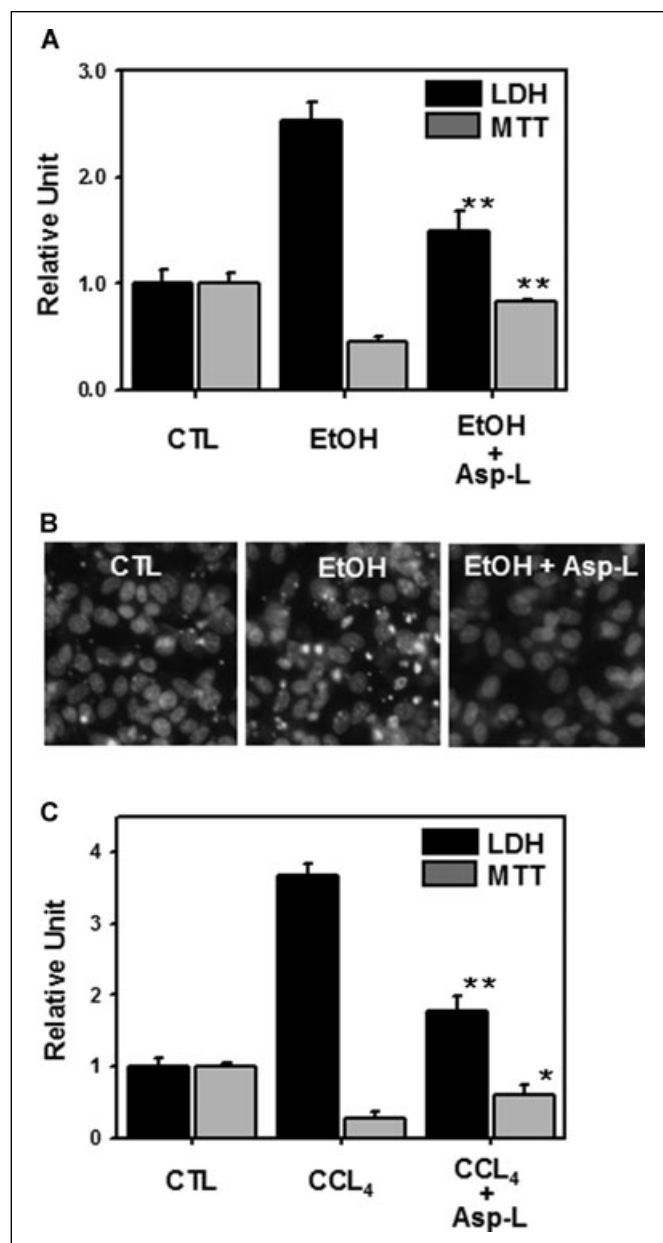 A
3.0
LDH
MTT
2.0
**
**
Relative Unit
1.0
0.0
CTL
EtOH
EtOH
+
Asp-L
B
CTL
EtOH
EtOH + Asp-L
C
4
LDH
MTT
3
Relative Unit
2
**
1
*
0
CTL
CCL₄
CCL₄
+
Asp-L